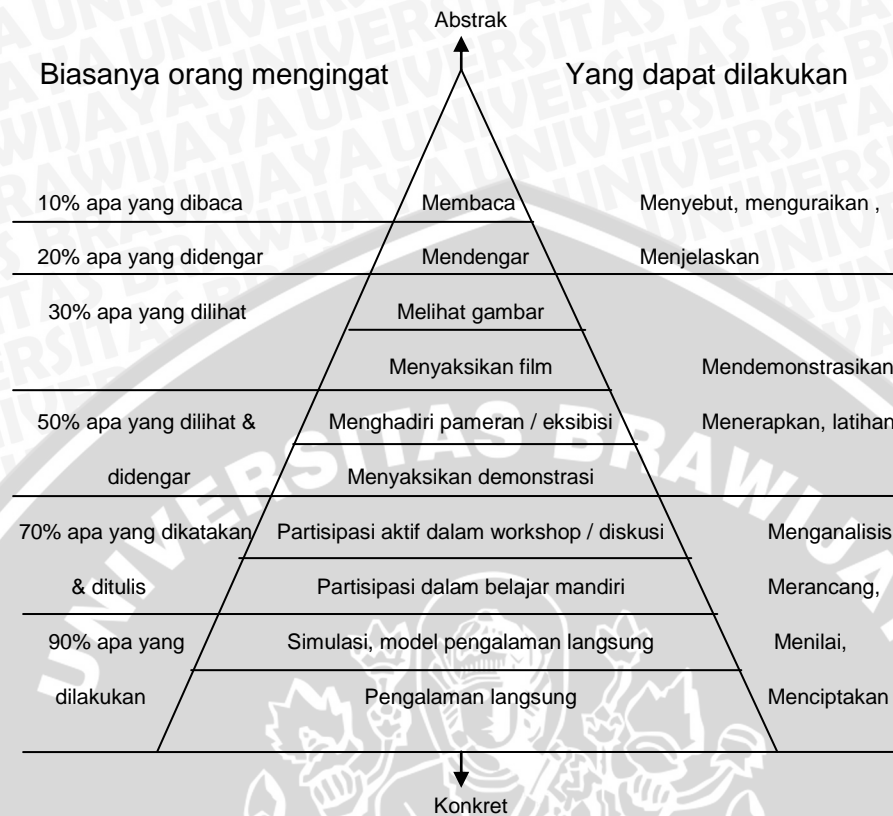 Abstrak
Biasanya orang mengingat Yang dapat dilakukan
10% apa yang dibaca Membaca Menyebut, menguraikan ,
20% apa yang didengar Mendengar Menjelaskan
30% apa yang dilihat Melihat gambar
Menyaksikan film Mendemonstrasikan
50% apa yang dilihat & Menghadiri pameran / eksibisi Menerapkan, latihan
didengar Menyaksikan demonstrasi
70% apa yang dikatakan Partisipasi aktif dalam workshop / diskusi Menganalisis
& ditulis Partisipasi dalam belajar mandiri Merancang,
90% apa yang Simulasi, model pengalaman langsung Menilai,
dilakukan Pengalaman langsung Menciptakan
Konkret
UNIVERSITAS BRAWIJAYA